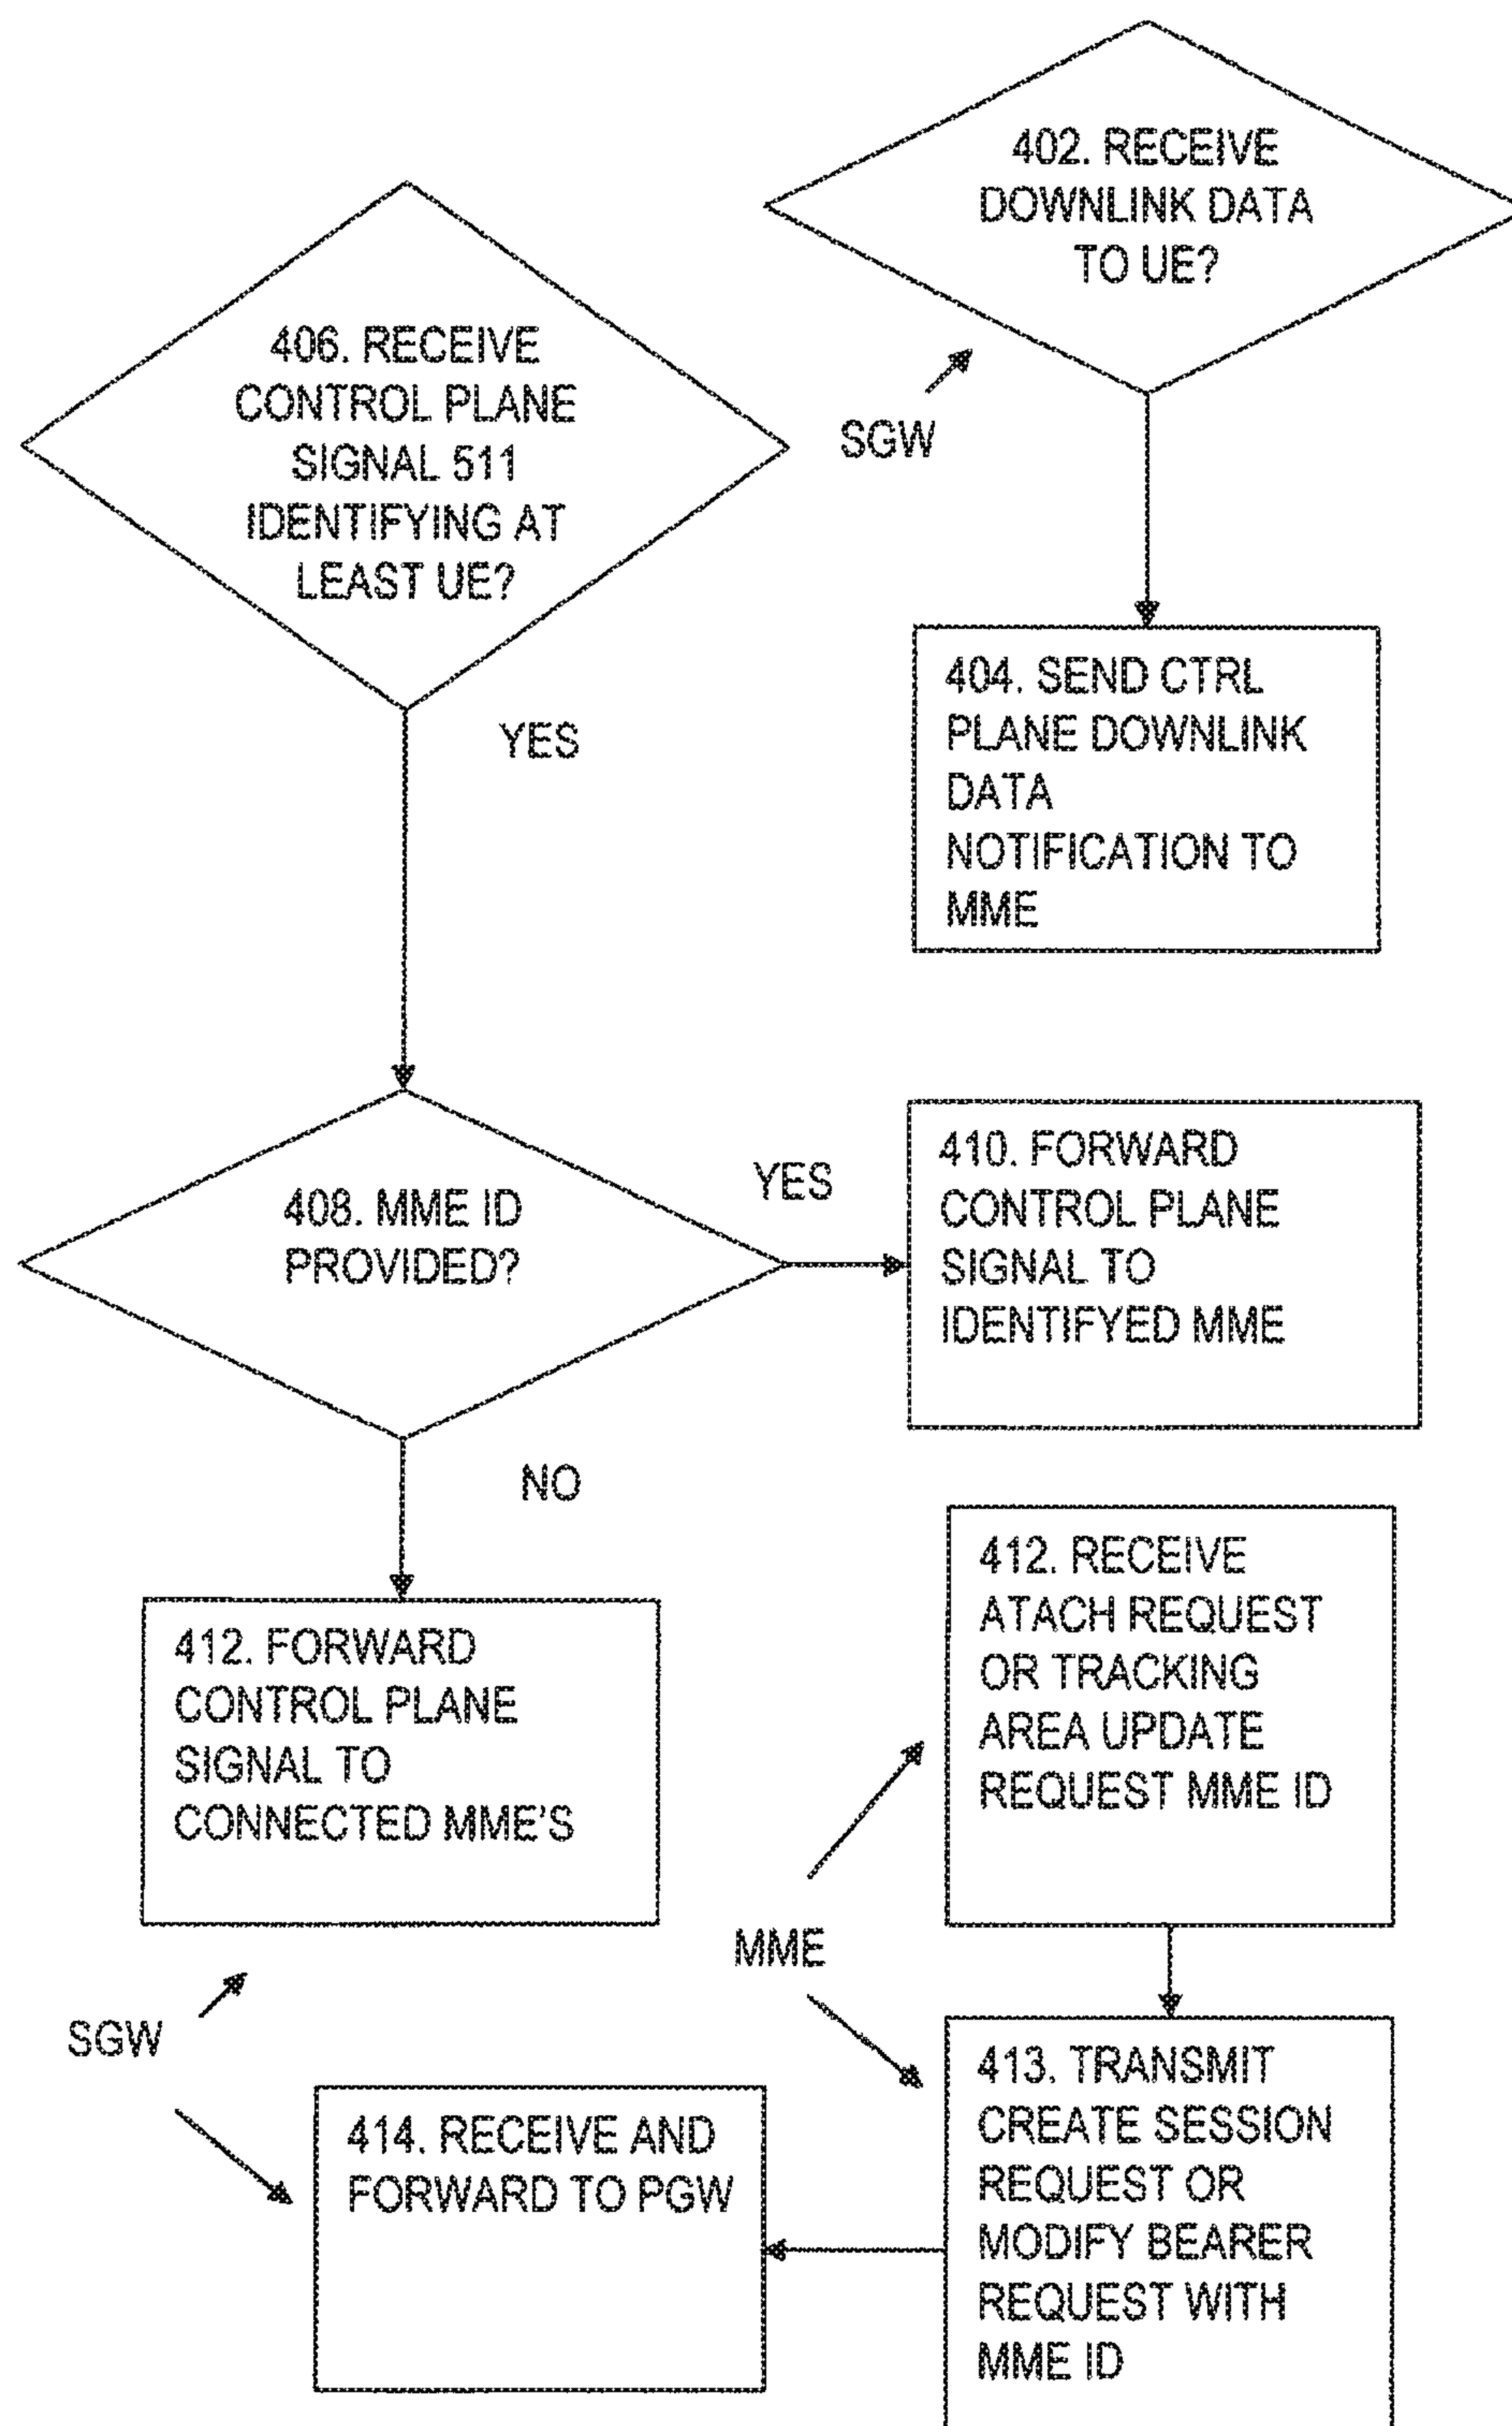 402. RECEIVE
DOWNLINK DATA
TO UE?
SGW
404. SEND CTRL
PLANE DOWNLINK
DATA
NOTIFICATION TO
MME
406. RECEIVE
CONTROL PLANE
SIGNAL 511
IDENTIFYING AT
LEAST UE?
YES
408. MME ID
PROVIDED?
YES
410. FORWARD
CONTROL PLANE
SIGNAL TO
IDENTIFYED MME
NO
412. FORWARD
CONTROL PLANE
SIGNAL TO
CONNECTED MME'S
412. RECEIVE
ATACH REQUEST
OR TRACKING
AREA UPDATE
REQUEST MME ID
MME
SGW
413. TRANSMIT
CREATE SESSION
REQUEST OR
MODIFY BEARER
REQUEST WITH
MME ID
414. RECEIVE AND
FORWARD TO PGW